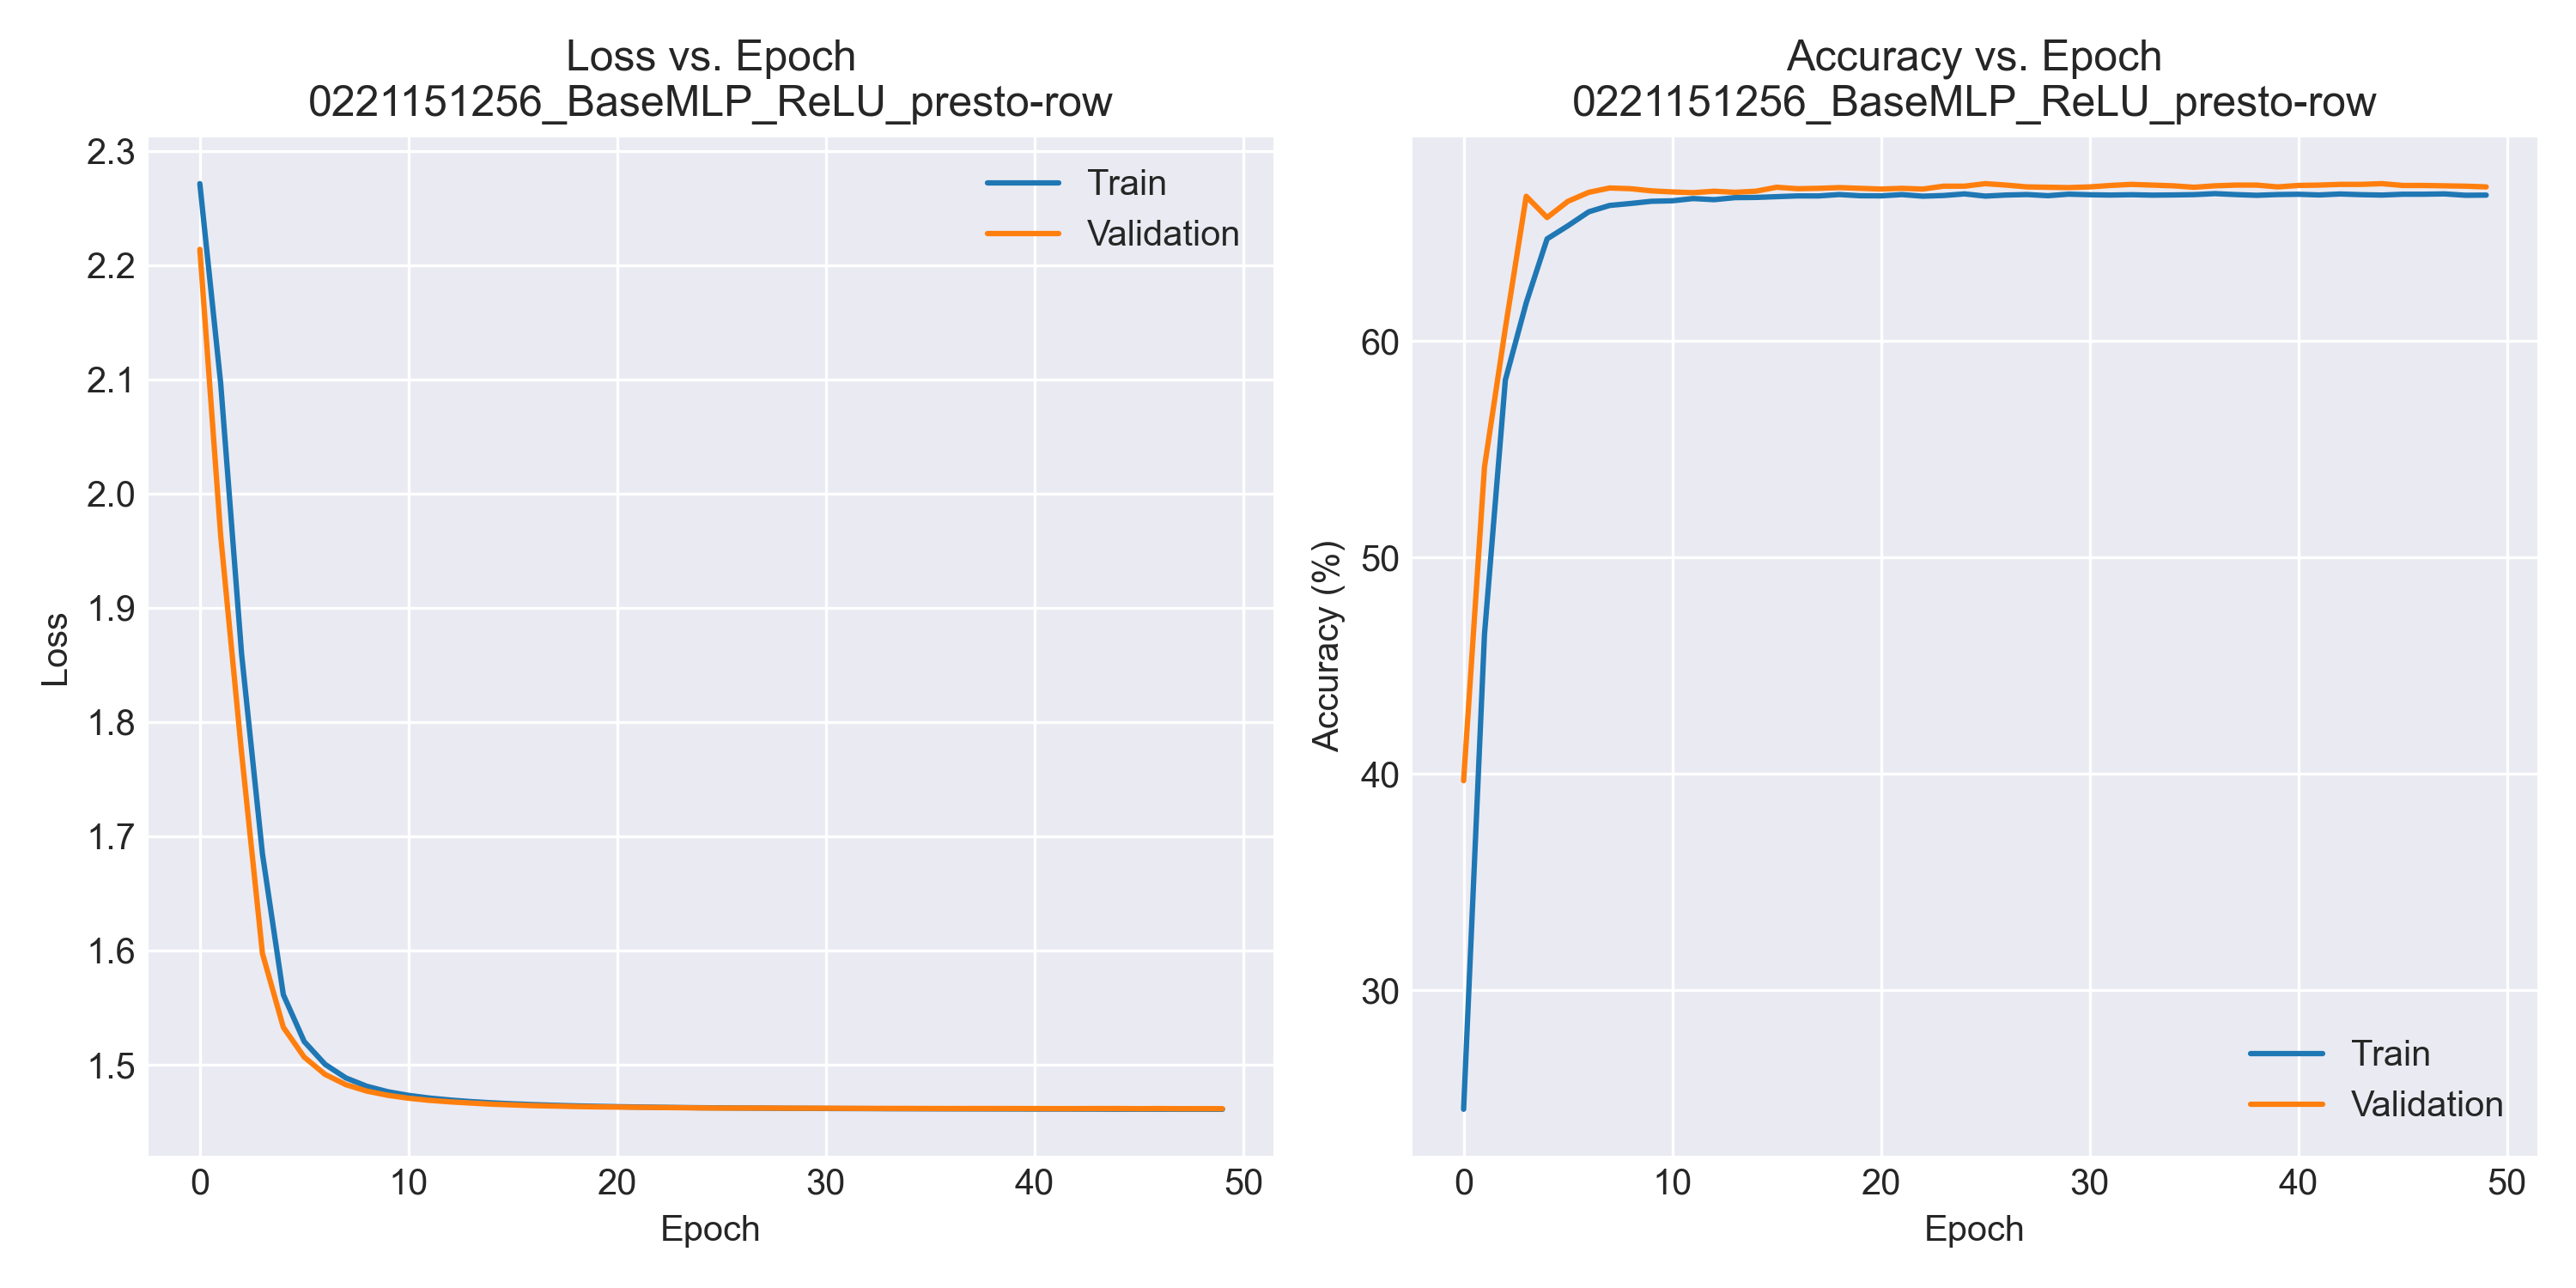 Loss vs. Epoch
0221151256_BaseMLP_ReLU_presto-row
2.3
2.2
2.1
2.0
1.9
1.8
1.7
1.6
1.5
Loss
Train
Validation
0 10 20 30 40 50
Epoch
Accuracy vs. Epoch
0221151256_BaseMLP_ReLU_presto-row
60
50
40
30
Accuracy (%)
Train
Validation
0 10 20 30 40 50
Epoch